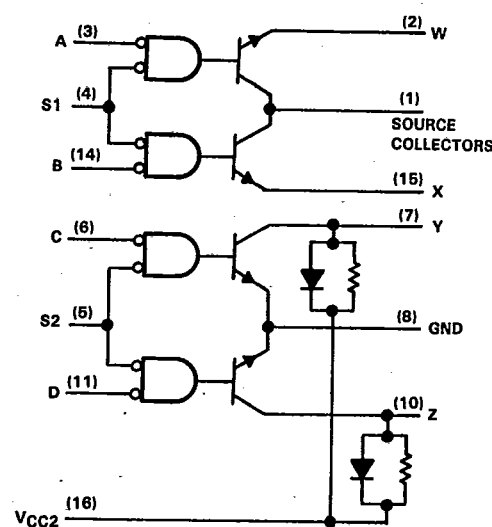 A (3)
(2) W
S1 (4)
(1)
SOURCE
COLLECTORS
B (14)
(15)
X
(7) Y
C (6)
S2 (5)
(8) GND
D (11)
(10) Z
VCC2 (16)